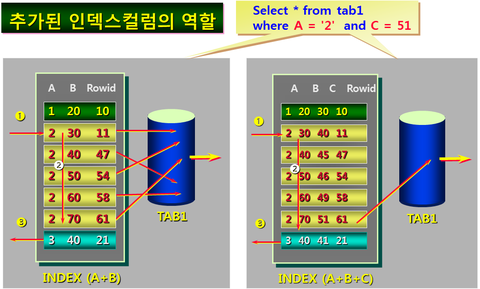 추가된 인덱스컬럼의 역할
Select * from tab1
where A = '2' and C = 51
A B Rowid
① 1 20 10
2 30 11
2 40 47
②
2 50 54
2 60 58
③ 2 70 61
3 40 21
TAB1
INDEX (A+B)
A B C Rowid
① 1 20 30 10
2 30 40 11
2 40 45 47
②
2 50 46 54
2 60 49 58
③ 2 70 51 61
3 40 41 21
TAB1
INDEX (A+B+C)